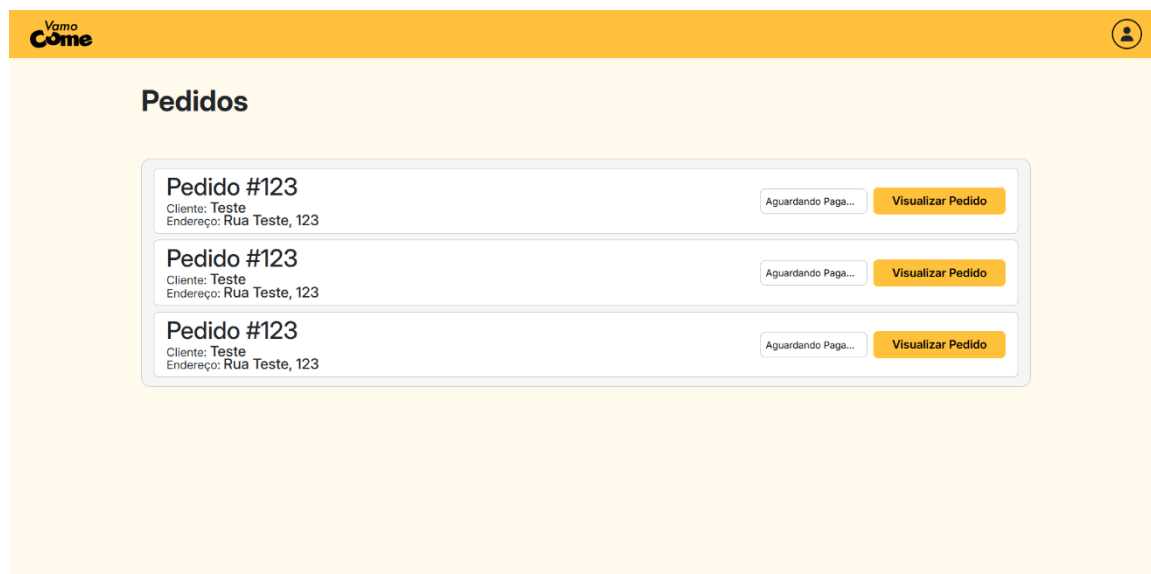 Vamo
Come
Pedidos
Pedido #123
Cliente: Teste
Endereço: Rua Teste, 123
Aguardando Paga...
Visualizar Pedido
Pedido #123
Cliente: Teste
Endereço: Rua Teste, 123
Aguardando Paga...
Visualizar Pedido
Pedido #123
Cliente: Teste
Endereço: Rua Teste, 123
Aguardando Paga...
Visualizar Pedido